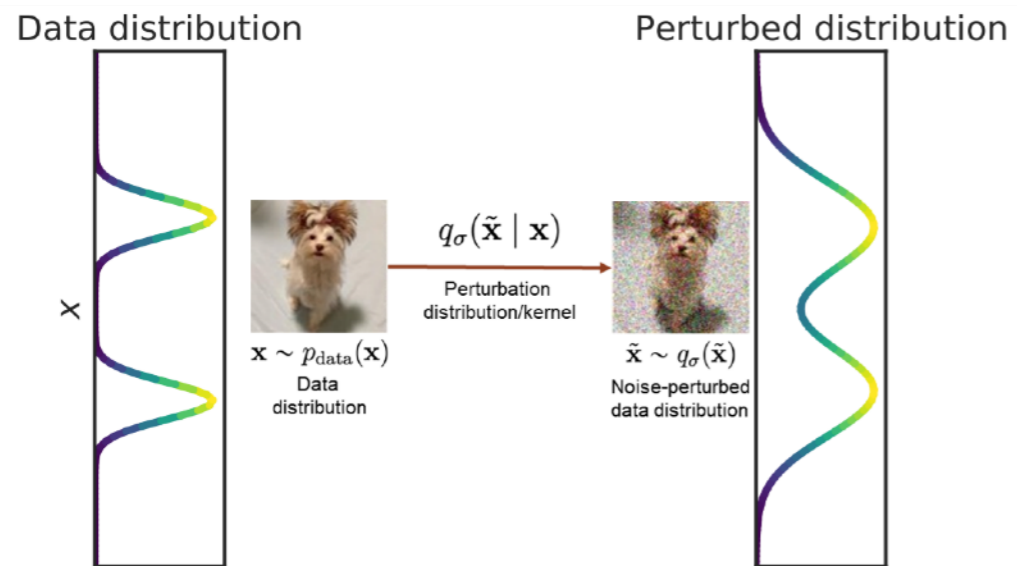 Data distribution
Perturbed distribution
x
q_σ(x̃ | x)
Perturbation
distribution/kernel
x ∼ p_data(x)
Data
distribution
x̃ ∼ q_σ(x̃)
Noise-perturbed
data distribution